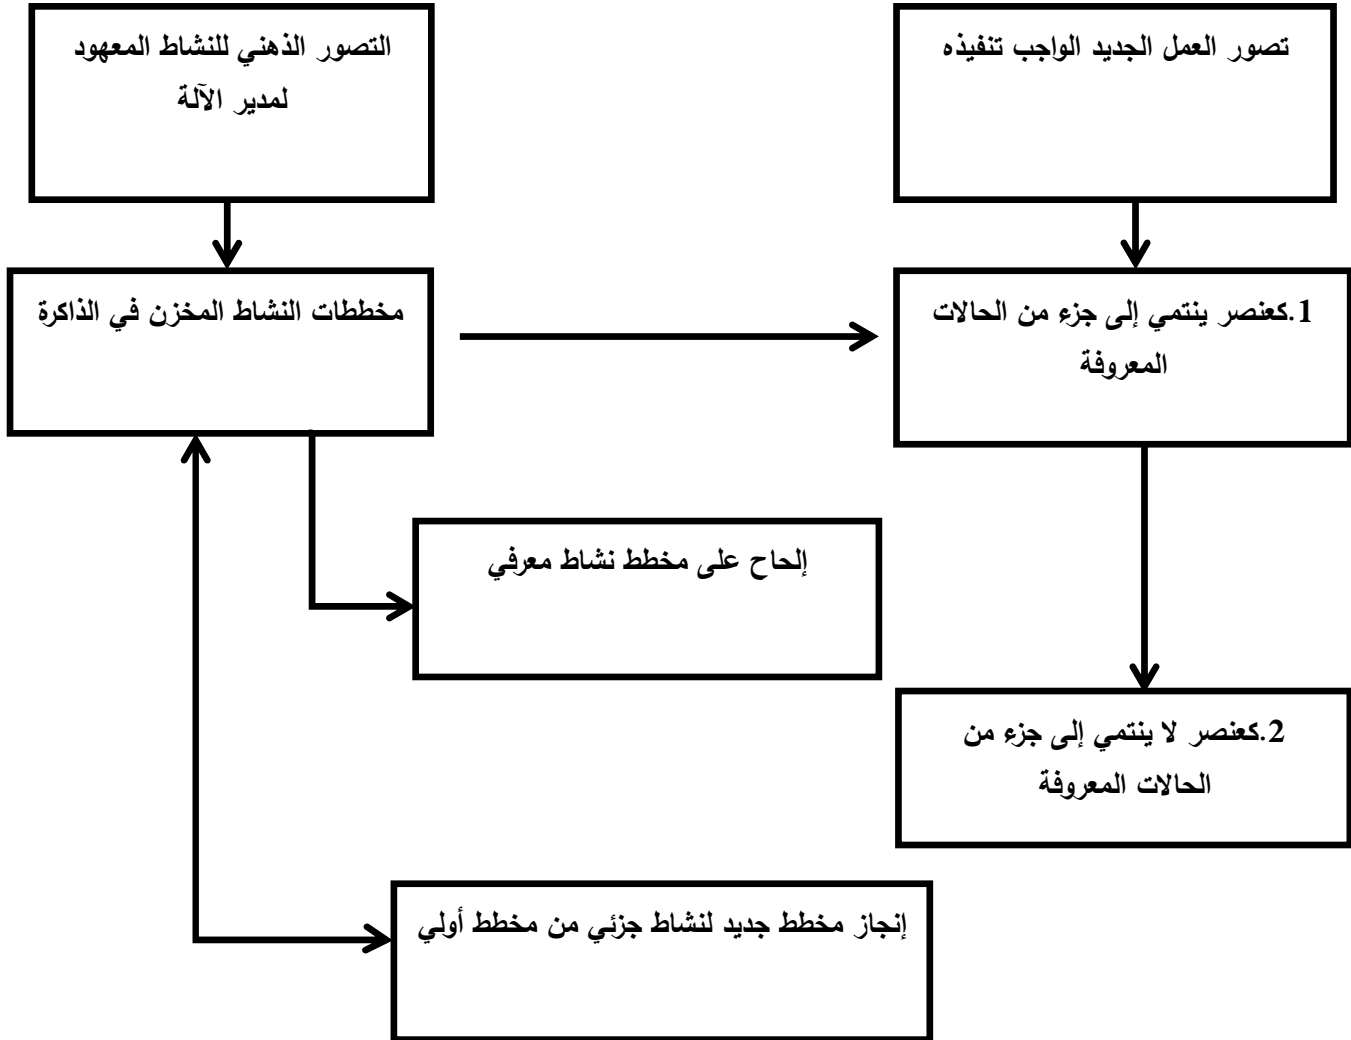 تصور العمل الجديد الواجب تنفيذه
التصور الذهني للنشاط المعهود
لمدير الآلة
1.كعنصر ينتمي إلى جزء من الحالات
المعروفة
مخططات النشاط المخزن في الذاكرة
إلحاح على مخطط نشاط معرفي
2.كعنصر لا ينتمي إلى جزء من
الحالات المعروفة
إنجاز مخطط جديد لنشاط جزئي من مخطط أولي